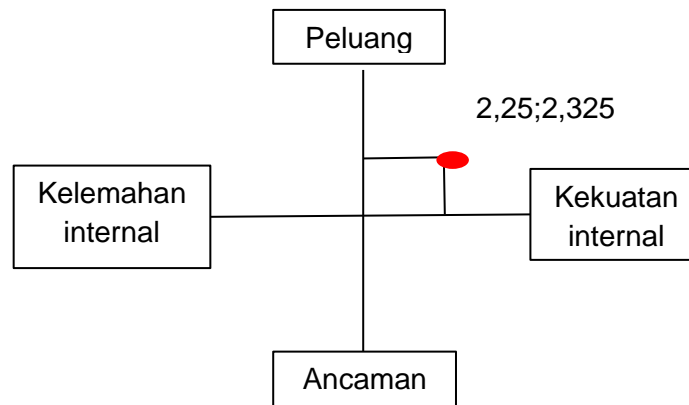 Peluang
2,25;2,325
Kelemahan
internal
Kekuatan
internal
Ancaman